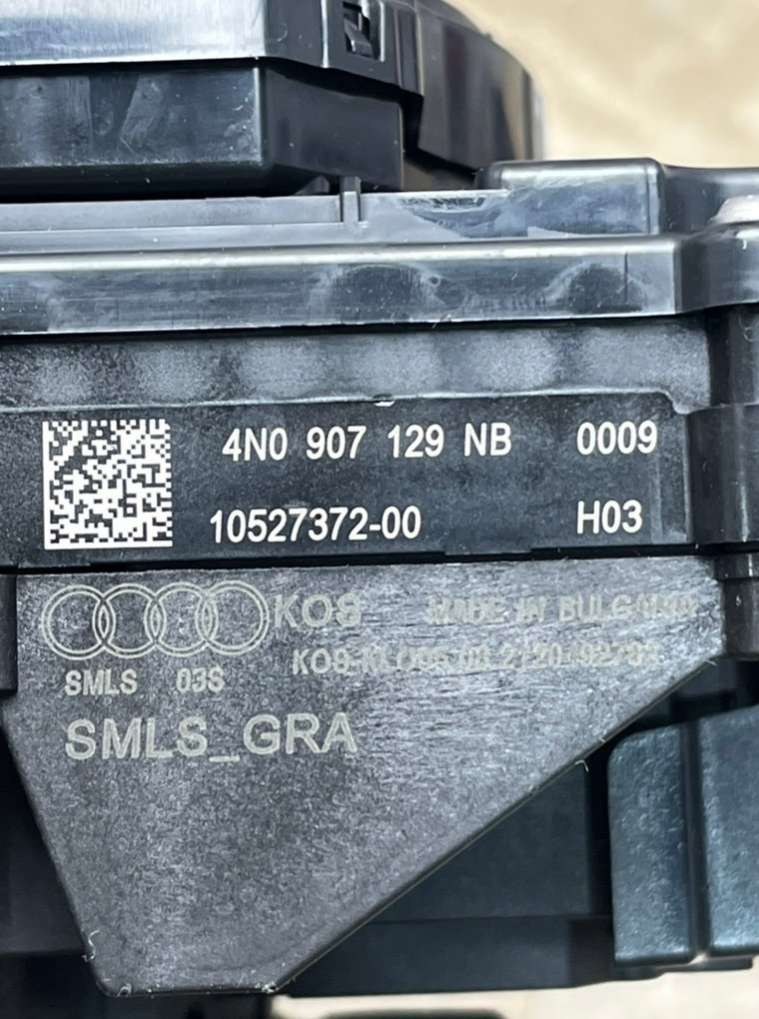 4N0 907 129 NB 0009
10527372-00 H03
KOS MADE IN BULGARIA
SMLS 03S
SMLS_GRA